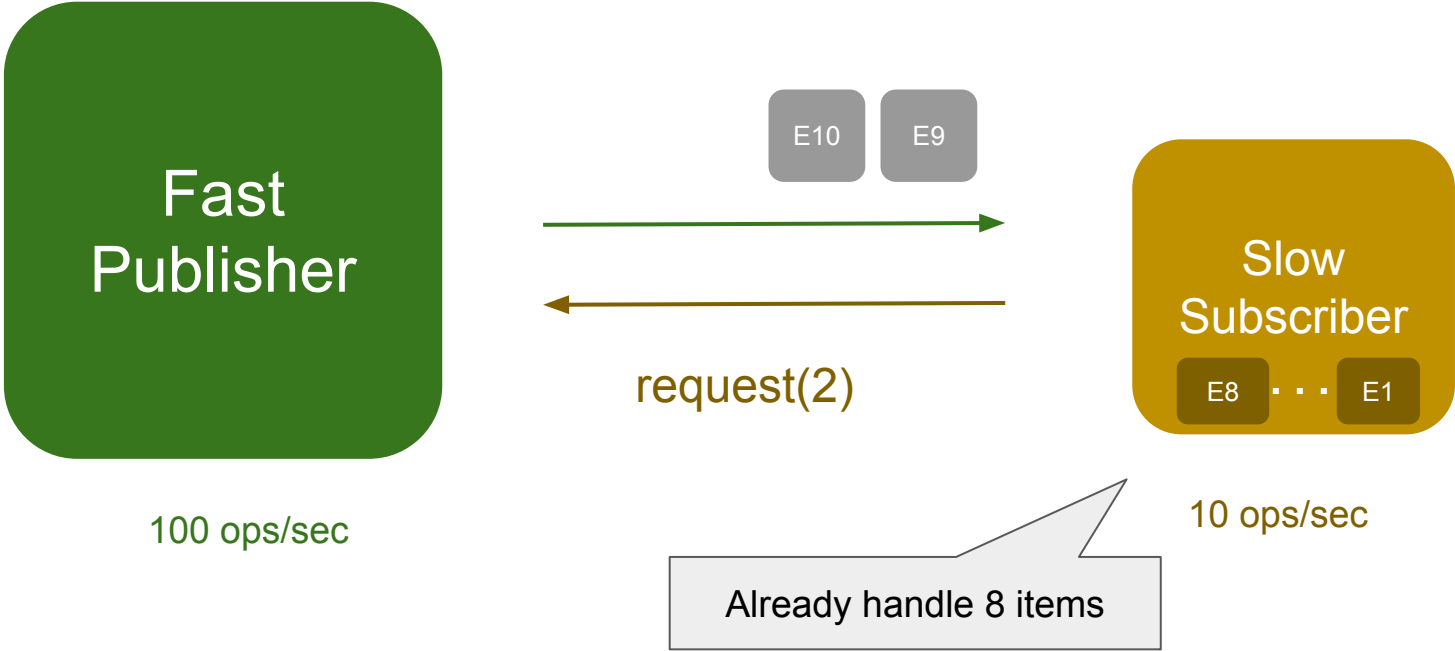 Fast
Publisher
100 ops/sec
E10
E9
request(2)
Slow
Subscriber
E8 . . . E1
10 ops/sec
Already handle 8 items